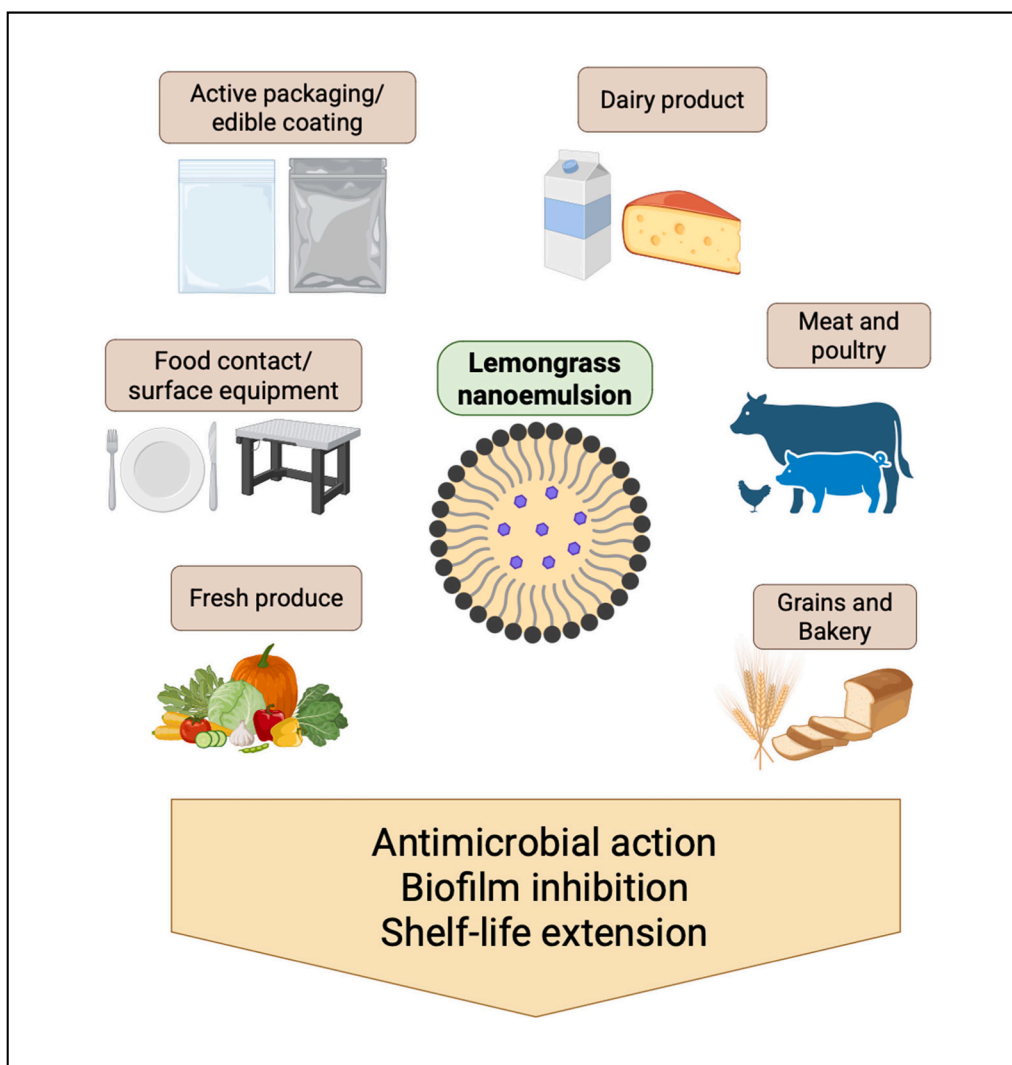 Active packaging/
edible coating
Dairy product
Meat and
poultry
Food contact/
surface equipment
Lemongrass
nanoemulsion
Fresh produce
Grains and
Bakery
Antimicrobial action
Biofilm inhibition
Shelf-life extension